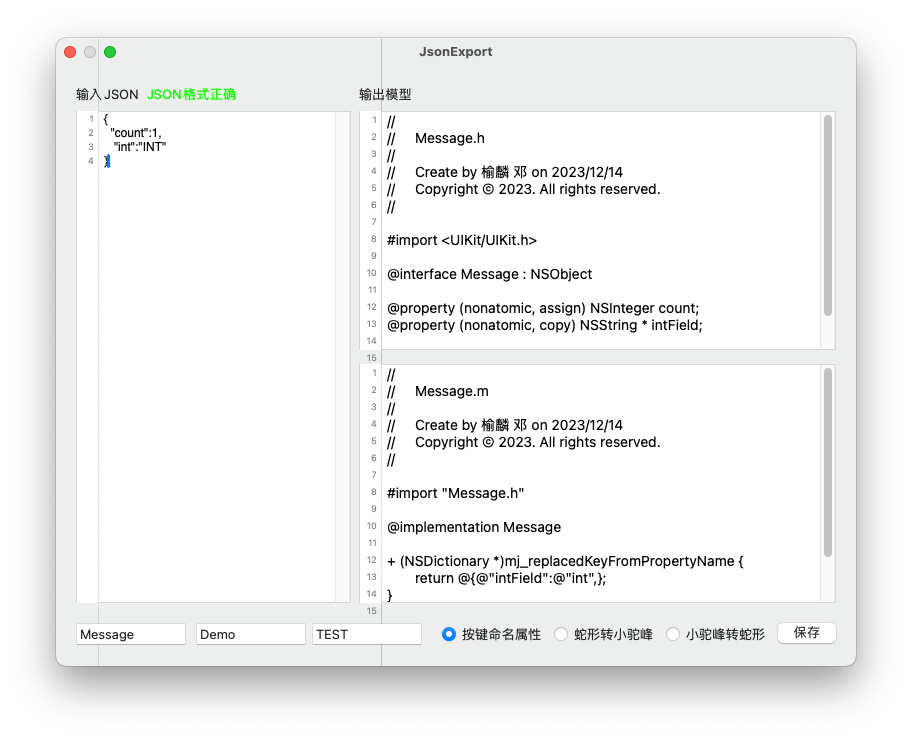 JsonExport
输入JSON JSON格式正确
1 {
2 "count":1,
3 "int":"INT"
4 }
输出模型
1 //
2 // Message.h
3 //
4 // Create by 榆麟 邓 on 2023/12/14
5 // Copyright © 2023. All rights reserved.
6 //
7
8 #import <UIKit/UIKit.h>
9
10 @interface Message : NSObject
11
12 @property (nonatomic, assign) NSInteger count;
13 @property (nonatomic, copy) NSString * intField;
14
15
1 //
2 // Message.m
3 //
4 // Create by 榆麟 邓 on 2023/12/14
5 // Copyright © 2023. All rights reserved.
6 //
7
8 #import "Message.h"
9
10 @implementation Message
11
12 + (NSDictionary *)mj_replacedKeyFromPropertyName {
13 return @{@"intField":@"int",};
14 }
15
Message Demo TEST 按键命名属性 蛇形转小驼峰 小驼峰转蛇形 保存